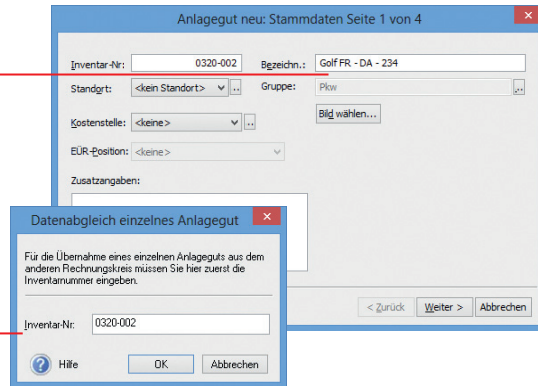 Anlagegut neu: Stammdaten Seite 1 von 4
Inventar-Nr: 0320-002 Bezeichn.: Golf FR - DA - 234
Standort: <kein Standort> .. Gruppe: Pkw ...
Kostenstelle: <keine> .. Bild wählen...
EÜR-Position: <keine>
Zusatzangaben:
< Zurück Weiter > Abbrechen
Datenabgleich einzelnes Anlagegut
Für die Übernahme eines einzelnen Anlageguts aus dem
anderen Rechnungskreis müssen Sie hier zuerst die
Inventarnummer eingeben.
Inventar-Nr: 0320-002
? Hilfe OK Abbrechen